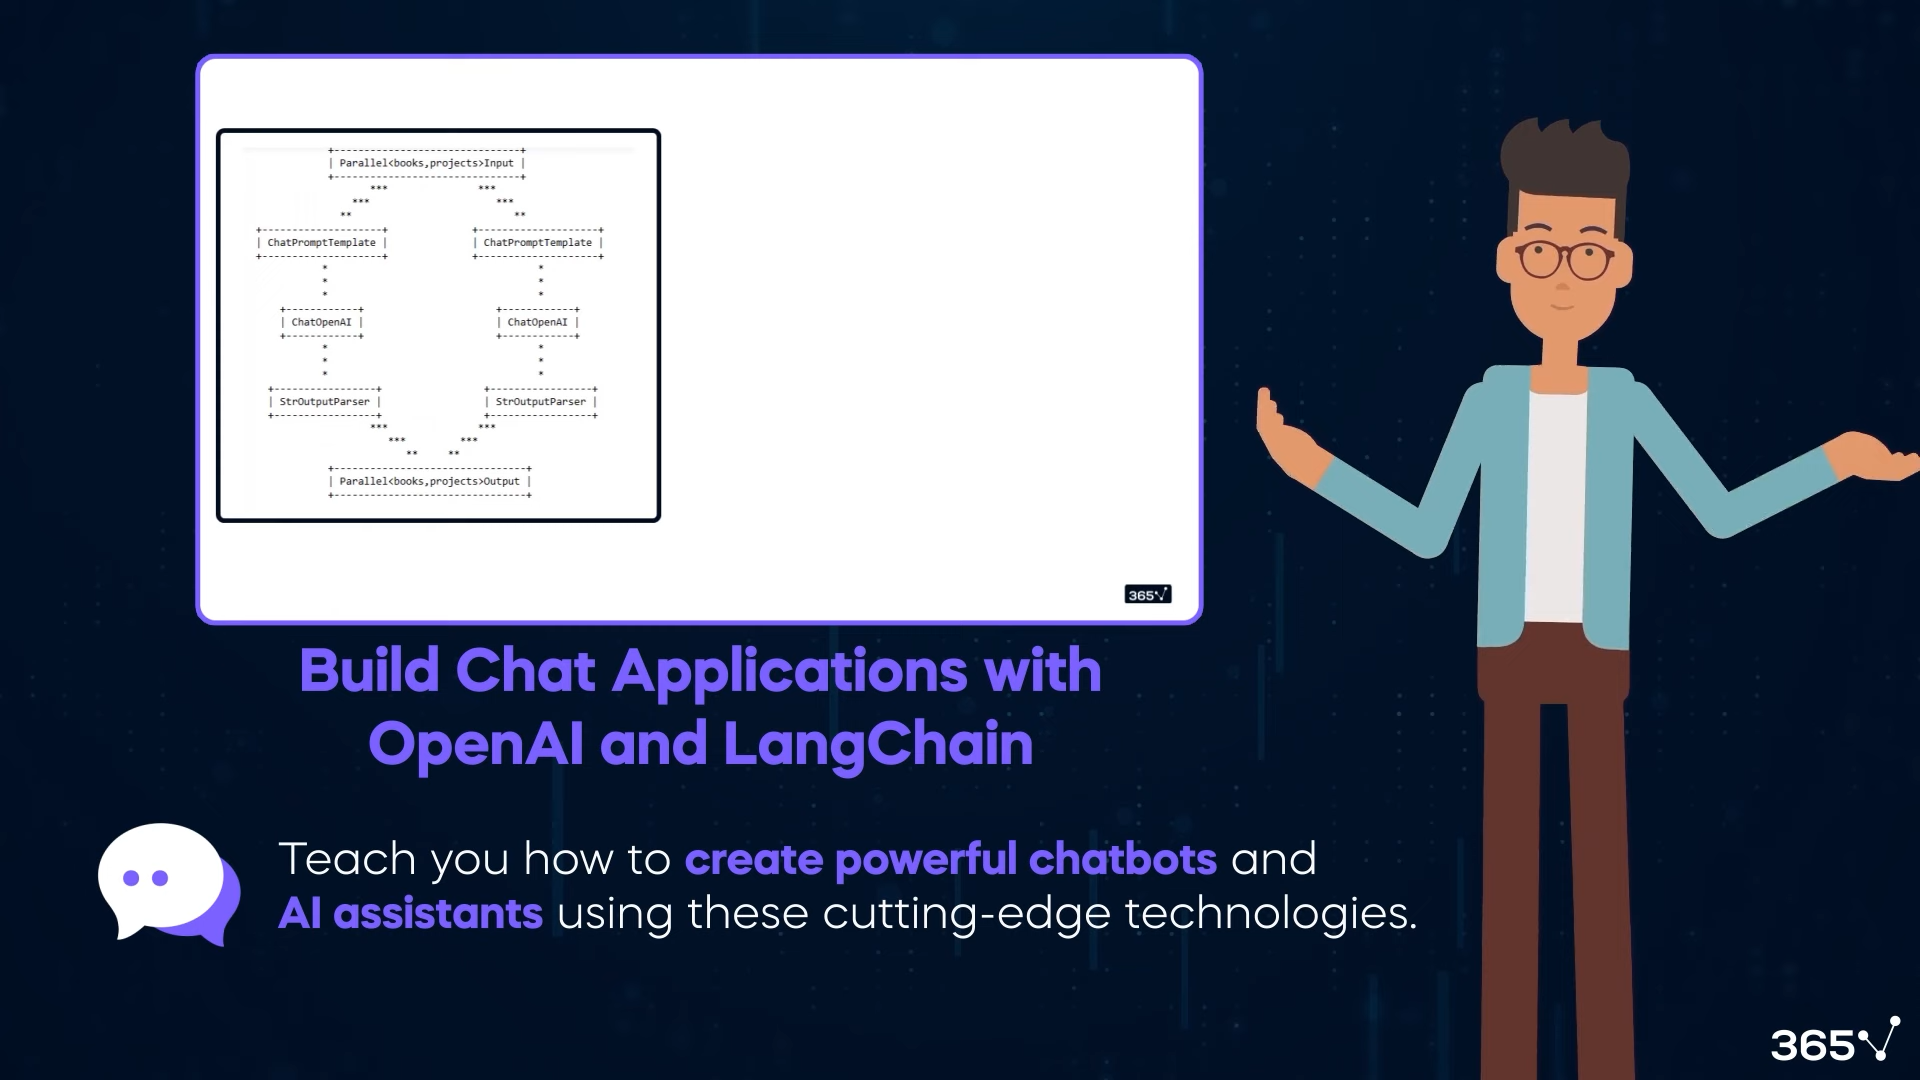 +--------------------------------+
| Parallel<books,projects>Input |
+--------------------------------+
*** ***
*** ***
** **
+--------------------+ +--------------------+
| ChatPromptTemplate | | ChatPromptTemplate |
+--------------------+ +--------------------+
* *
* *
* *
+------------+ +------------+
| ChatOpenAI | | ChatOpenAI |
+------------+ +------------+
* *
* *
* *
+-----------------+ +-----------------+
| StrOutputParser | | StrOutputParser |
+-----------------+ +-----------------+
*** ***
*** ***
** **
+--------------------------------+
| Parallel<books,projects>Output |
+--------------------------------+
365
Build Chat Applications with
OpenAI and LangChain
Teach you how to create powerful chatbots and
AI assistants using these cutting-edge technologies.
365